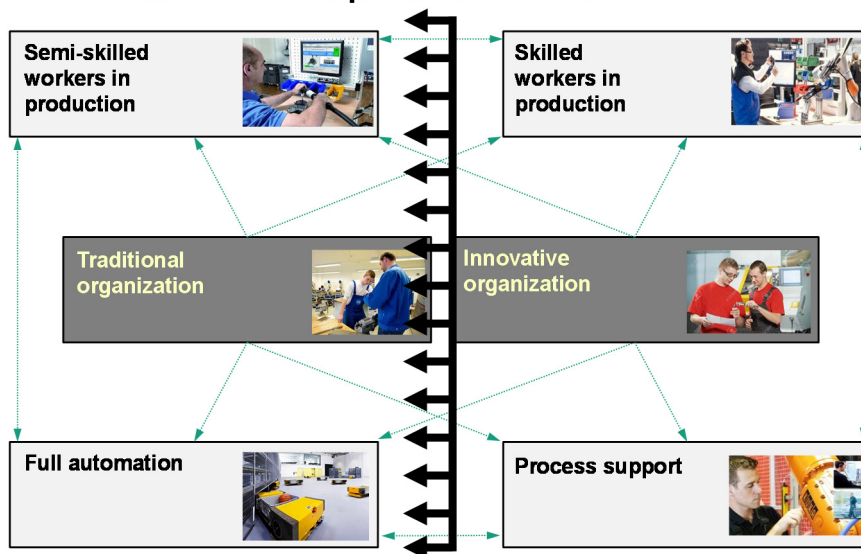 Semi-skilled
workers in
production
Skilled
workers in
production
Traditional
organization
Innovative
organization
Full automation
Process support